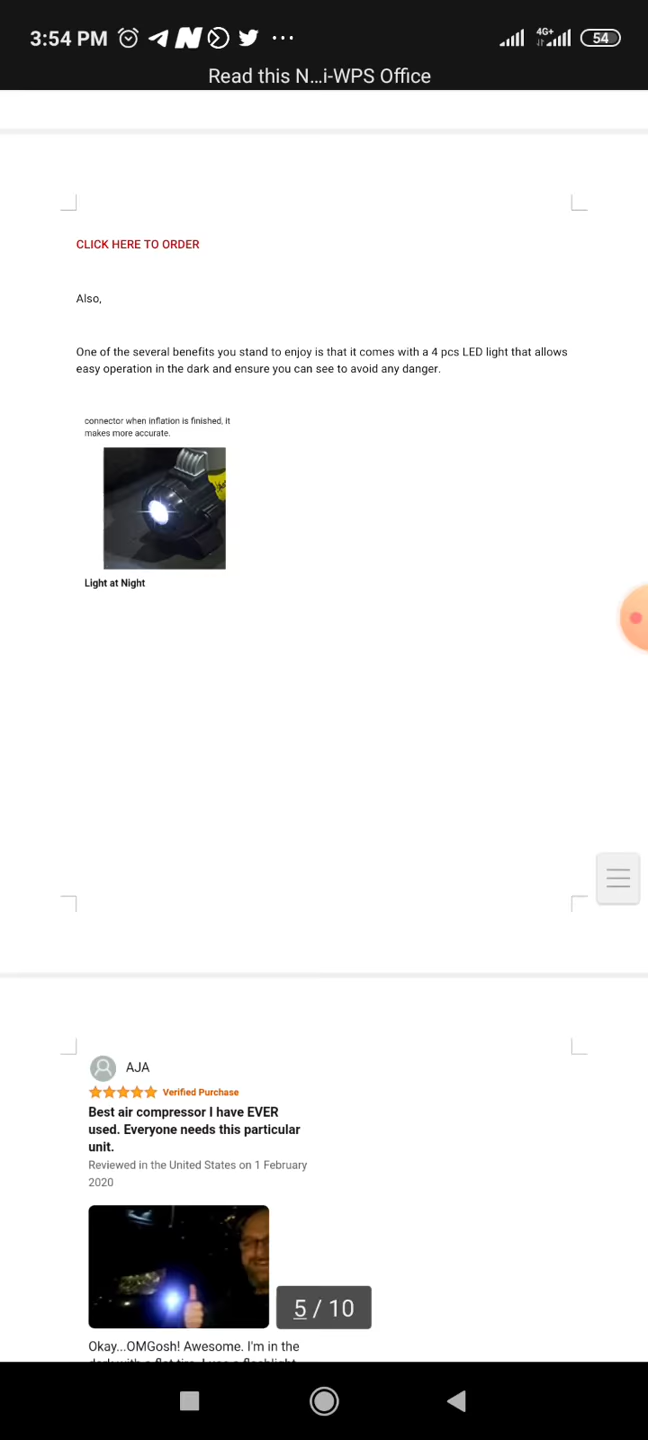 3:54 PM
4G+
54
Read this N...i-WPS Office
CLICK HERE TO ORDER
Also,
One of the several benefits you stand to enjoy is that it comes with a 4 pcs LED light that allows
easy operation in the dark and ensure you can see to avoid any danger.
connector when inflation is finished, it
makes more accurate.
Light at Night
AJA
Verified Purchase
Best air compressor I have EVER
used. Everyone needs this particular
unit.
Reviewed in the United States on 1 February
2020
5 / 10
Okay...OMGosh! Awesome. I'm in the